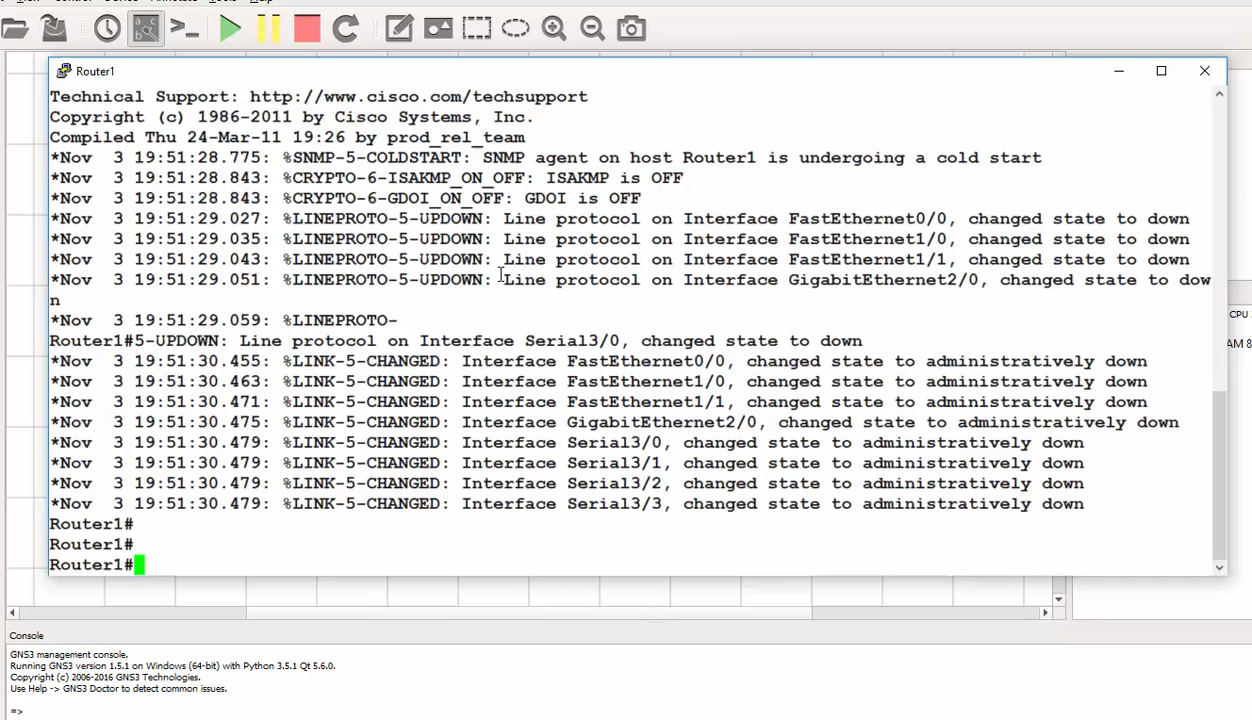 Router1
Technical Support: http://www.cisco.com/techsupport
Copyright (c) 1986-2011 by Cisco Systems, Inc.
Compiled Thu 24-Mar-11 19:26 by prod_rel_team
*Nov  3 19:51:28.775: %SNMP-5-COLDSTART: SNMP agent on host Router1 is undergoing a cold start
*Nov  3 19:51:28.843: %CRYPTO-6-ISAKMP_ON_OFF: ISAKMP is OFF
*Nov  3 19:51:28.843: %CRYPTO-6-GDOI_ON_OFF: GDOI is OFF
*Nov  3 19:51:29.027: %LINEPROTO-5-UPDOWN: Line protocol on Interface FastEthernet0/0, changed state to down
*Nov  3 19:51:29.035: %LINEPROTO-5-UPDOWN: Line protocol on Interface FastEthernet1/0, changed state to down
*Nov  3 19:51:29.043: %LINEPROTO-5-UPDOWN: Line protocol on Interface FastEthernet1/1, changed state to down
*Nov  3 19:51:29.051: %LINEPROTO-5-UPDOWN: Line protocol on Interface GigabitEthernet2/0, changed state to dow
n
*Nov  3 19:51:29.059: %LINEPROTO-
Router1#5-UPDOWN: Line protocol on Interface Serial3/0, changed state to down
*Nov  3 19:51:30.455: %LINK-5-CHANGED: Interface FastEthernet0/0, changed state to administratively down
*Nov  3 19:51:30.463: %LINK-5-CHANGED: Interface FastEthernet1/0, changed state to administratively down
*Nov  3 19:51:30.471: %LINK-5-CHANGED: Interface FastEthernet1/1, changed state to administratively down
*Nov  3 19:51:30.475: %LINK-5-CHANGED: Interface GigabitEthernet2/0, changed state to administratively down
*Nov  3 19:51:30.479: %LINK-5-CHANGED: Interface Serial3/0, changed state to administratively down
*Nov  3 19:51:30.479: %LINK-5-CHANGED: Interface Serial3/1, changed state to administratively down
*Nov  3 19:51:30.479: %LINK-5-CHANGED: Interface Serial3/2, changed state to administratively down
*Nov  3 19:51:30.479: %LINK-5-CHANGED: Interface Serial3/3, changed state to administratively down
Router1#
Router1#
Router1#
CPU
AM 8
Console
GNS3 management console.
Running GNS3 version 1.5.1 on Windows (64-bit) with Python 3.5.1 Qt 5.6.0.
Copyright (c) 2006-2016 GNS3 Technologies.
Use Help -> GNS3 Doctor to detect common issues.
=>